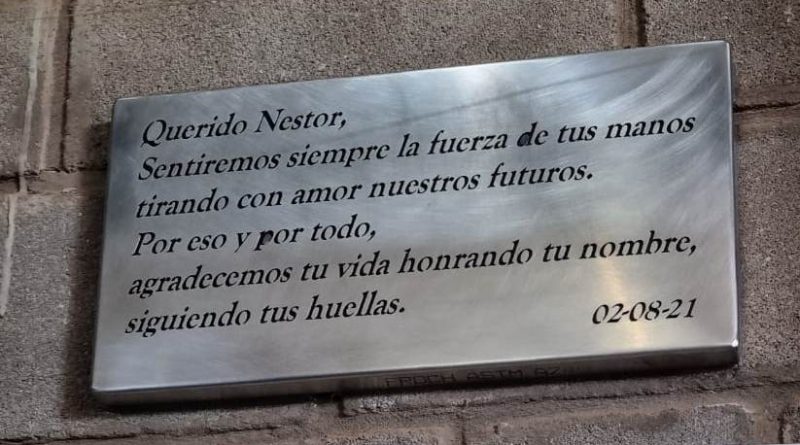 Querido Nestor,
Sentiremos siempre la fuerza de tus manos
tirando con amor nuestros futuros.
Por eso y por todo,
agradecemos tu vida honrando tu nombre,
siguiendo tus huellas.
02-08-21
ASTM